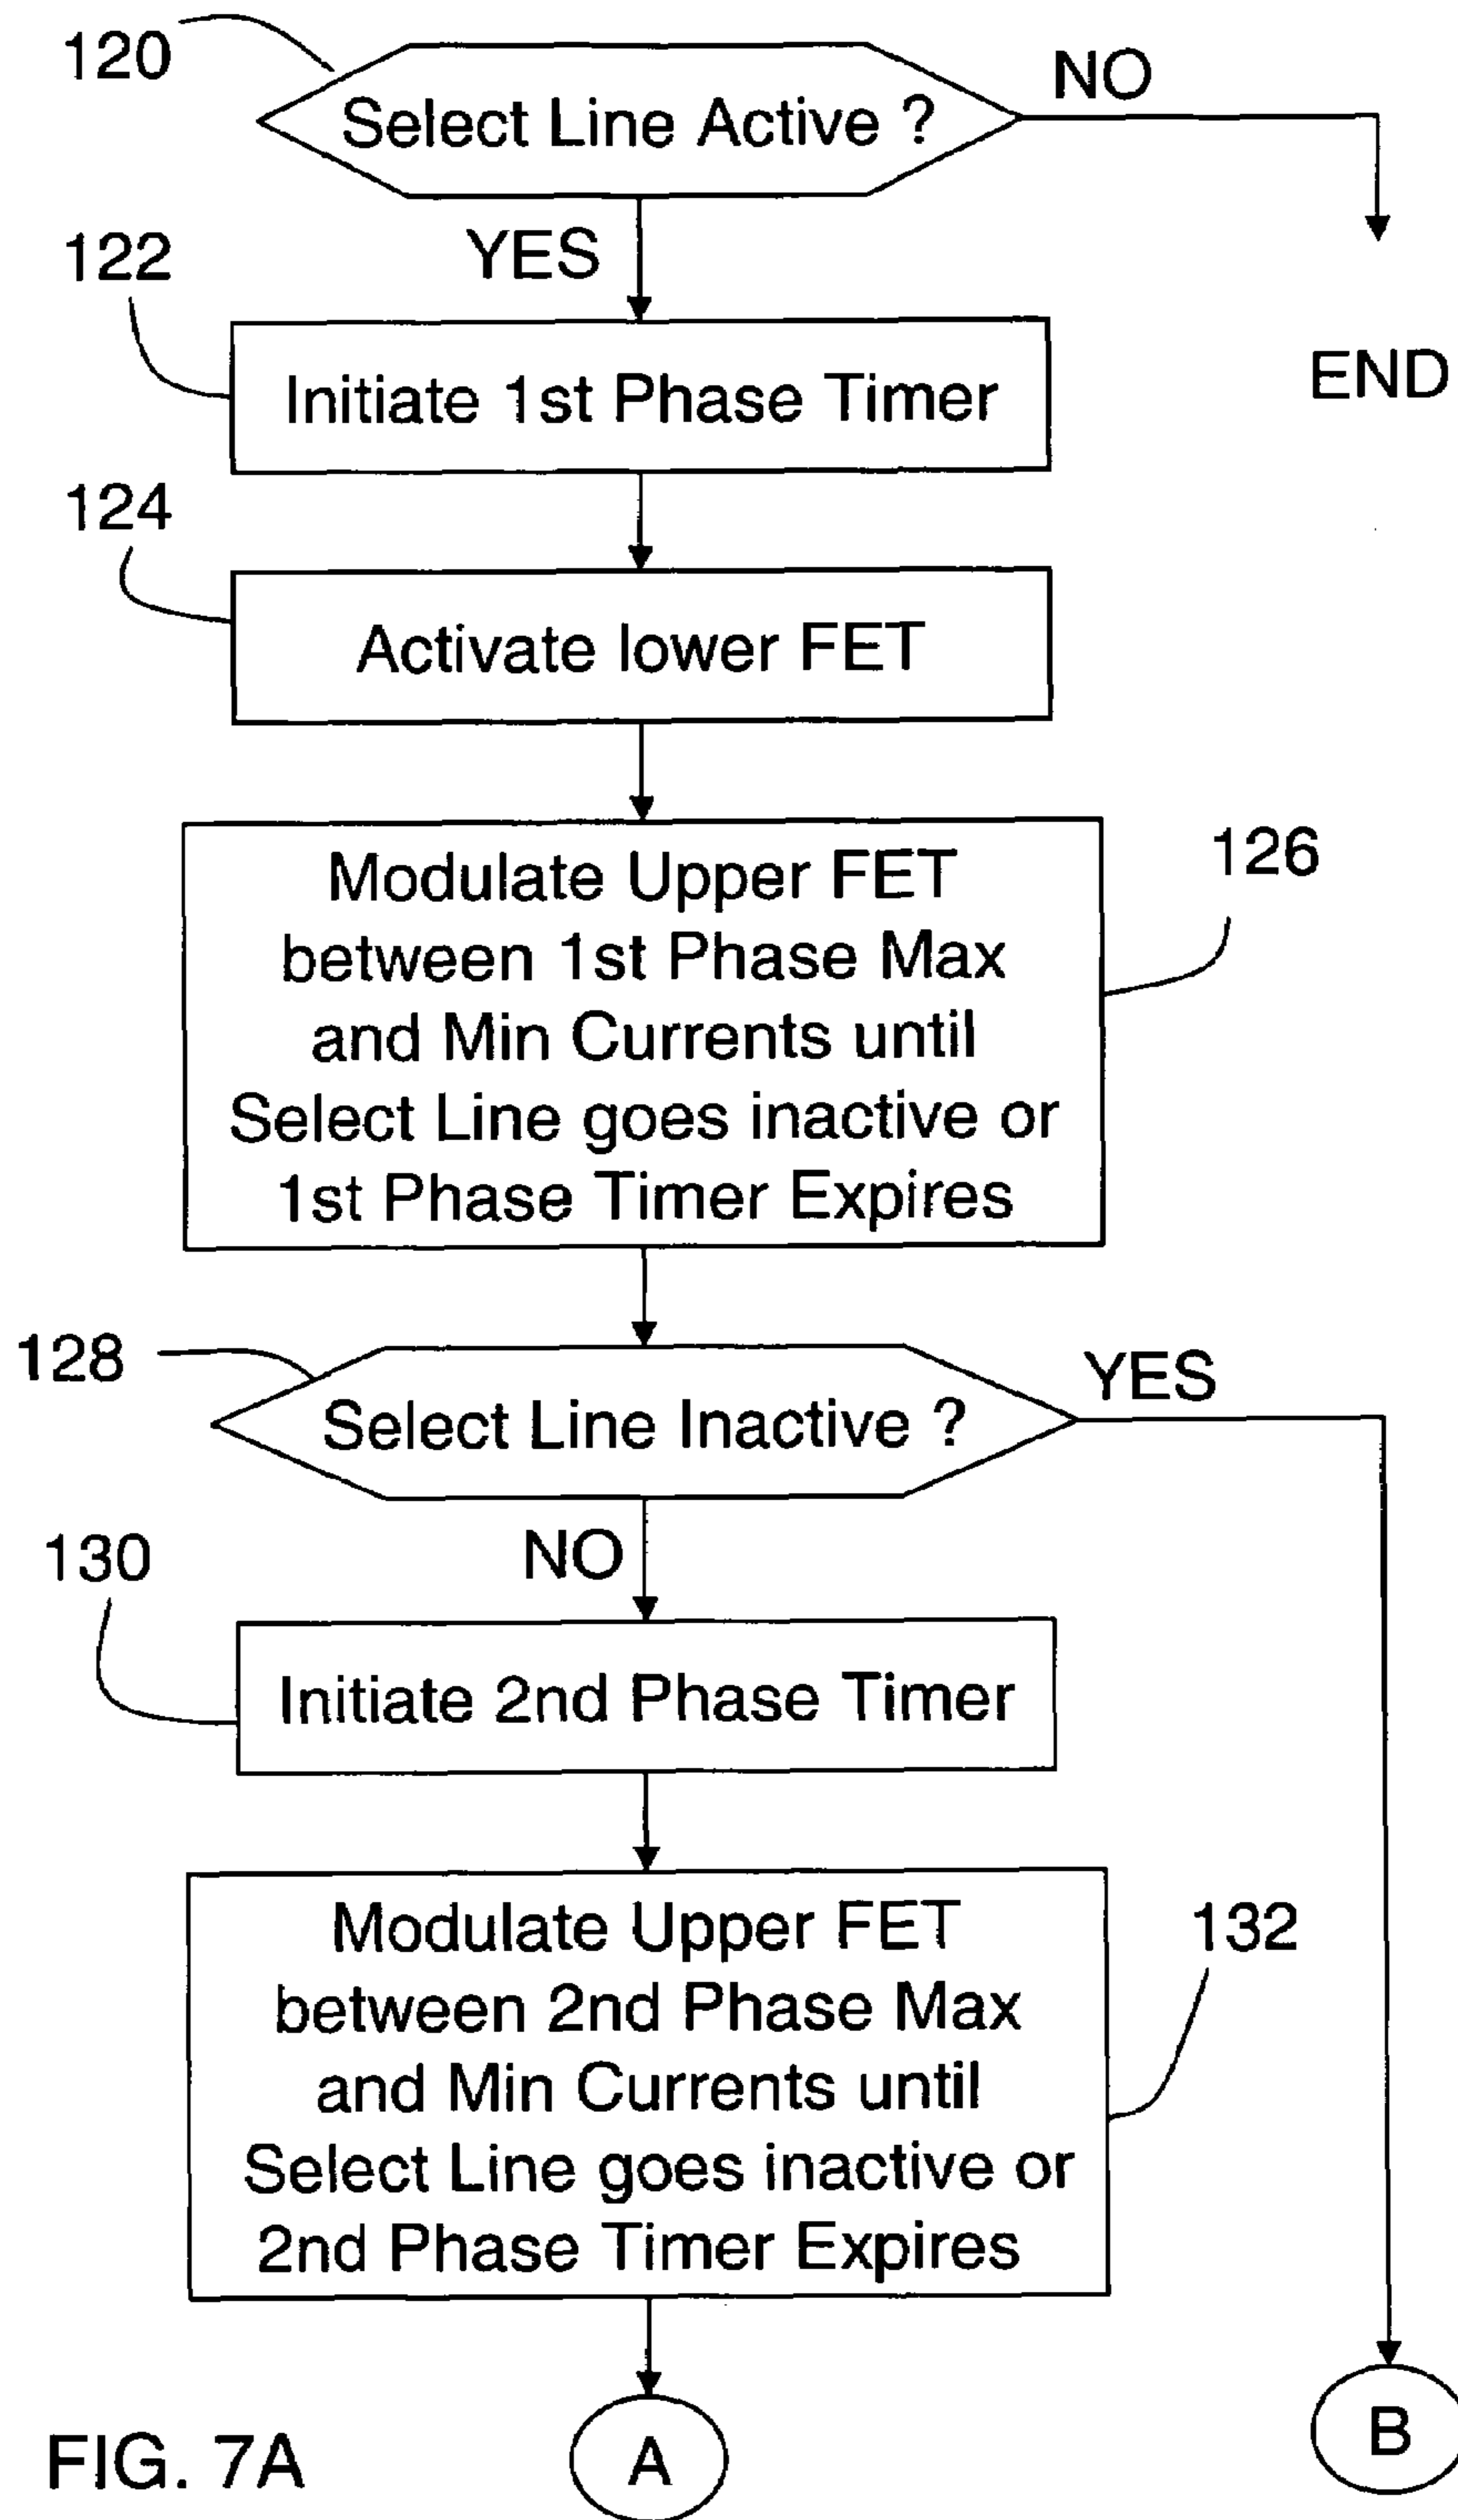 120
Select Line Active ?
NO
122
YES
Initiate 1st Phase Timer
END
124
Activate lower FET
Modulate Upper FET
between 1st Phase Max
and Min Currents until
Select Line goes inactive or
1st Phase Timer Expires
126
128
Select Line Inactive ?
YES
130
NO
Initiate 2nd Phase Timer
Modulate Upper FET
between 2nd Phase Max
and Min Currents until
Select Line goes inactive or
2nd Phase Timer Expires
132
A
B
FIG. 7A